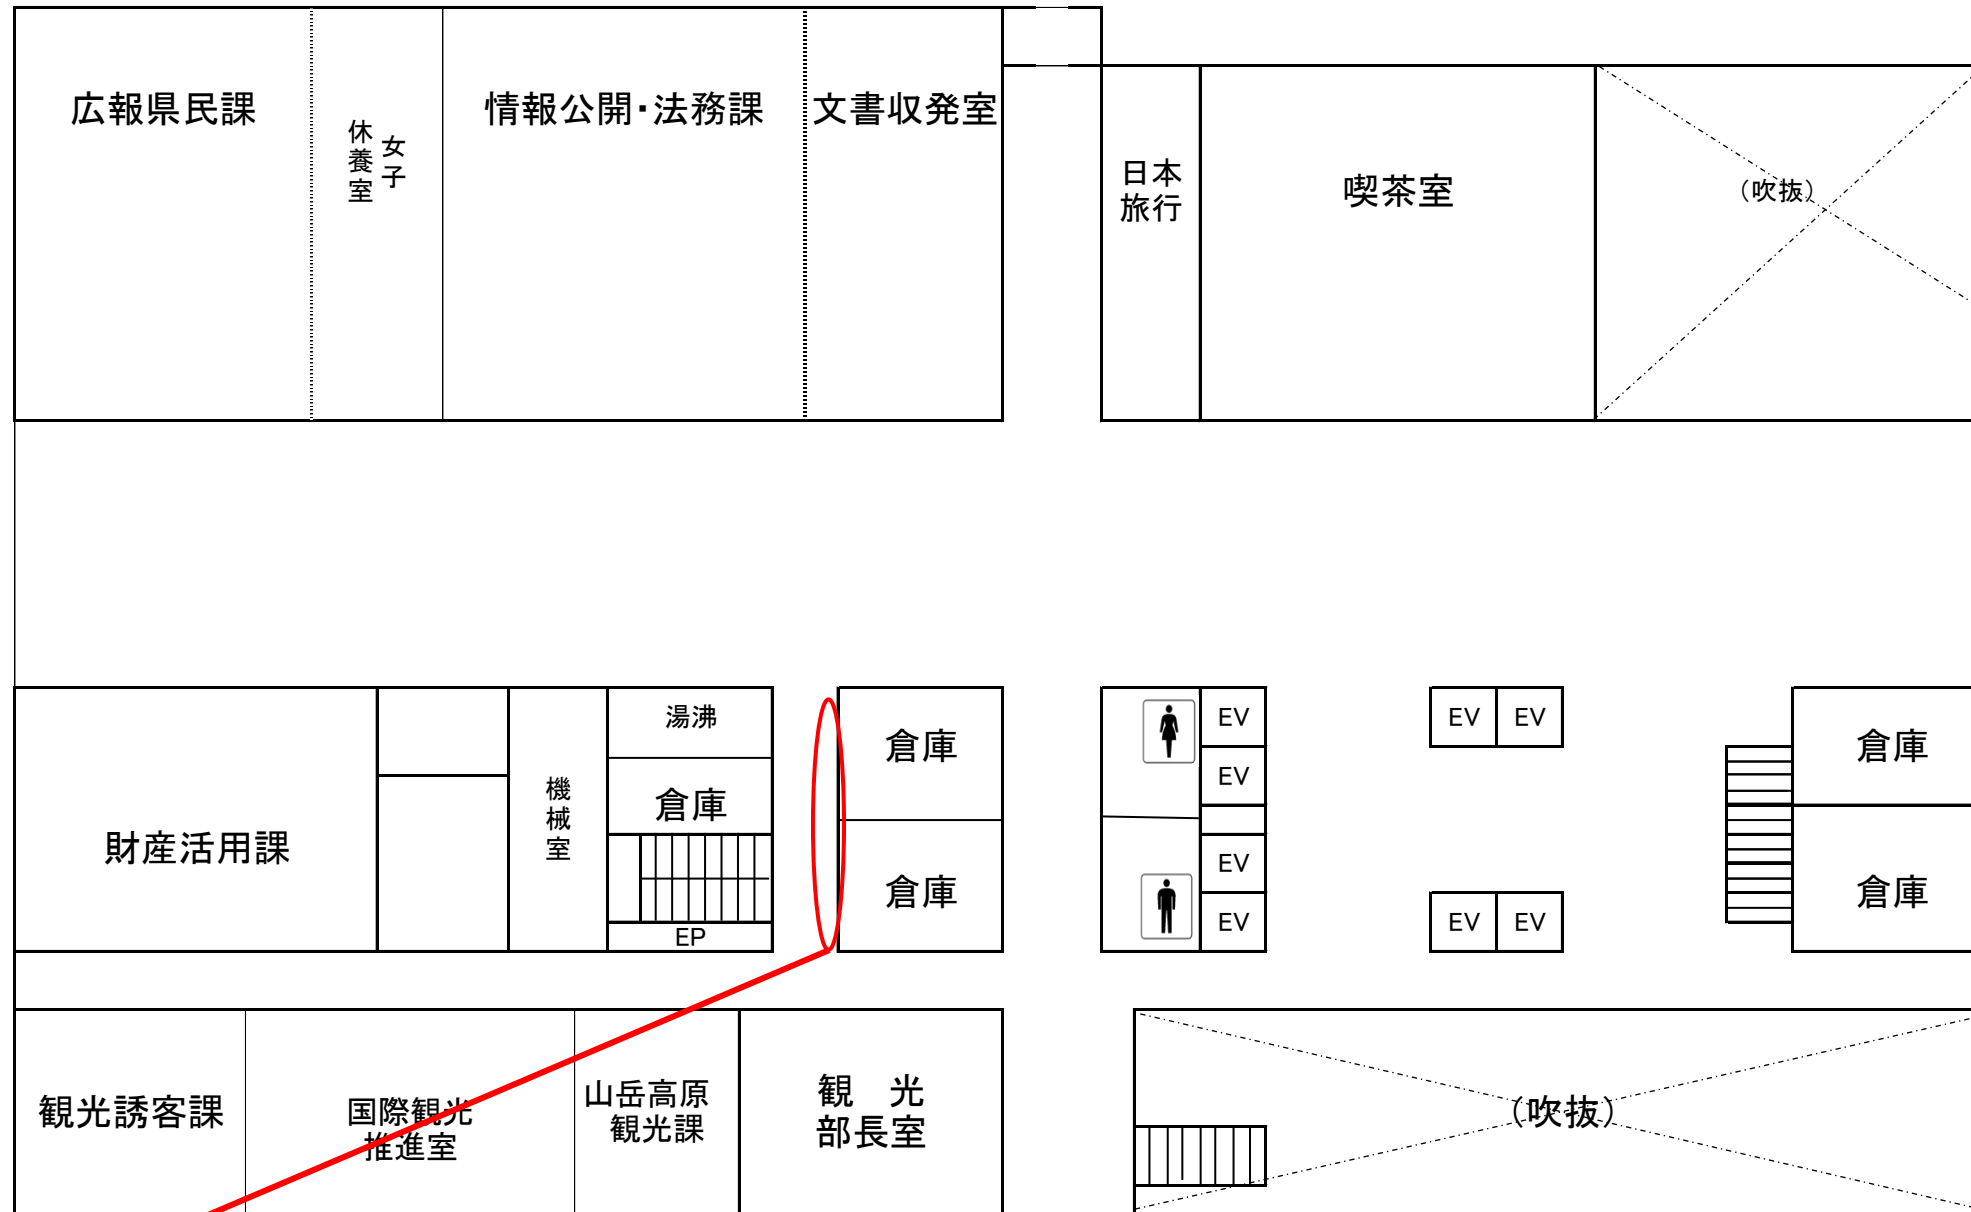 広報県民課
女子
休養室
情報公開・法務課
文書収発室
日本
旅行
喫茶室
(吹抜)
財産活用課
機械室
湯沸
倉庫
EP
倉庫
倉庫
EV
EV
EV
EV
EV
EV
EV
EV
倉庫
倉庫
観光誘客課
国際観光
推進室
山岳高原
観光課
観　光
部長室
(吹抜)